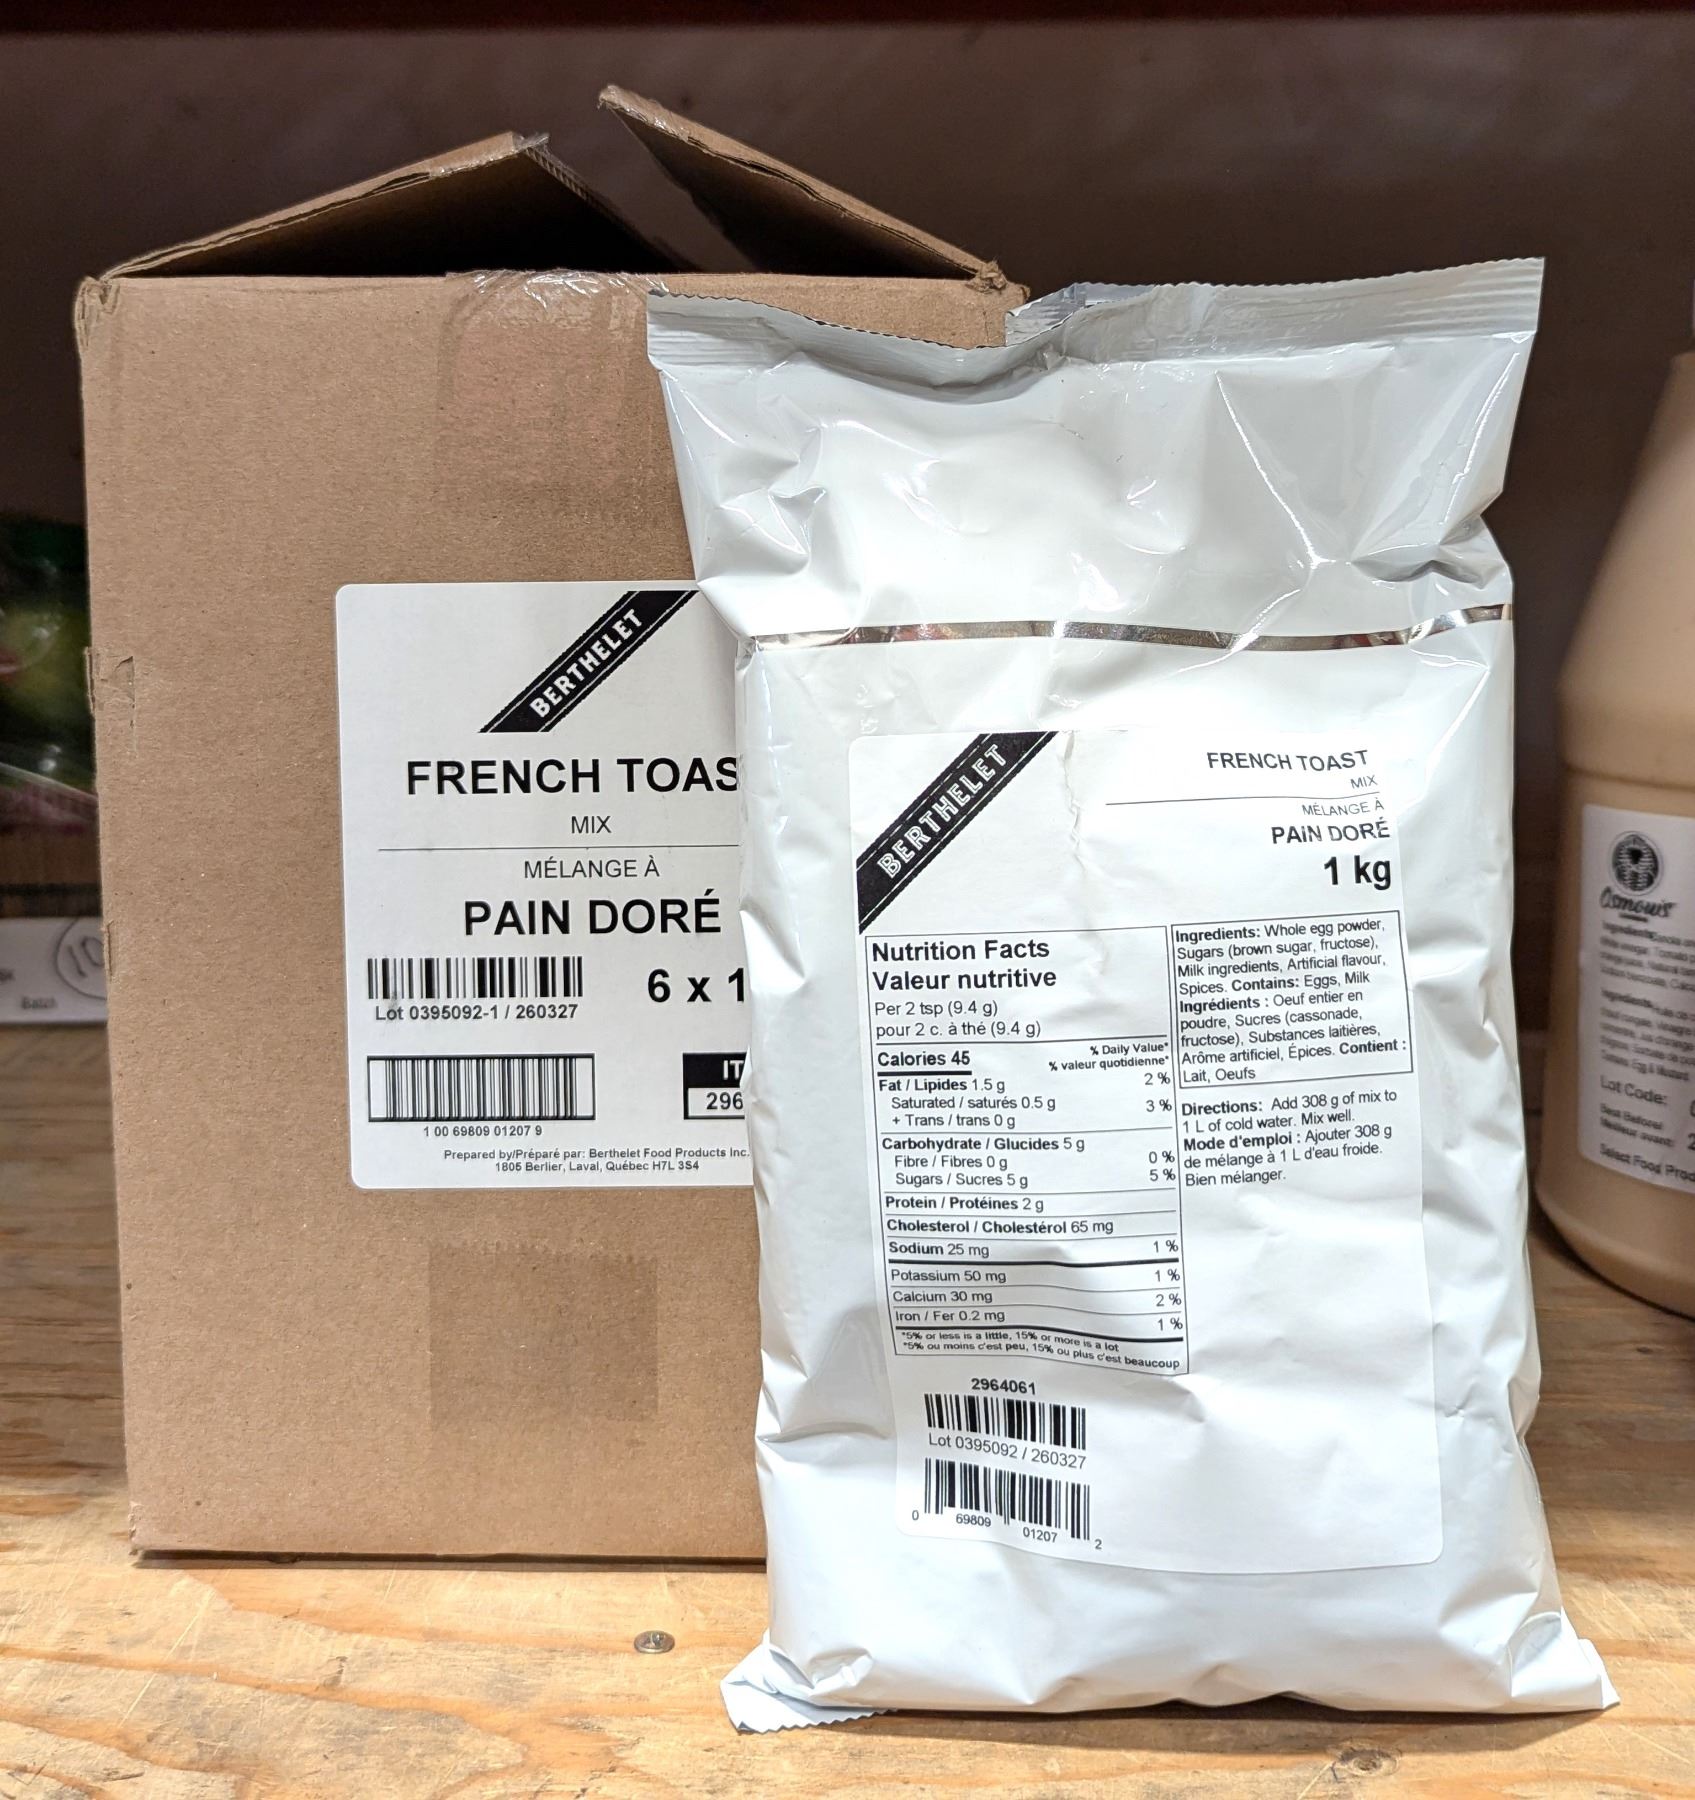 BERTHELET
FRENCH TOAS
MIX
MÉLANGE À
PAIN DORÉ
6 x 1
Lot 0395092-1 / 260327
IT
296
1 00 69809 01207 9
Prepared by/Préparé par: Berthelet Food Products Inc.
1805 Berlier, Laval, Québec H7L 3S4
BERTHELET
FRENCH TOAST
MIX
MÉLANGE À
PAIN DORÉ
1 kg
Nutrition Facts
Valeur nutritive
Per 2 tsp (9.4 g)
pour 2 c. à thé (9.4 g)
% Daily Value*
Calories 45
% valeur quotidienne*
Fat / Lipides 1.5 g 2 %
Saturated / saturés 0.5 g
+ Trans / trans 0 g 3 %
Carbohydrate / Glucides 5 g
Fibre / Fibres 0 g 0 %
Sugars / Sucres 5 g 5 %
Protein / Protéines 2 g
Cholesterol / Cholestérol 65 mg
Sodium 25 mg 1 %
Potassium 50 mg 1 %
Calcium 30 mg 2 %
Iron / Fer 0.2 mg 1 %
*5% or less is a little, 15% or more is a lot
*5% ou moins c'est peu, 15% ou plus c'est beaucoup
Ingredients: Whole egg powder,
Sugars (brown sugar, fructose),
Milk ingredients, Artificial flavour,
Spices. Contains: Eggs, Milk
Ingrédients : Oeuf entier en
poudre, Sucres (cassonade,
fructose), Substances laitières,
Arôme artificiel, Épices. Contient :
Lait, Oeufs
Directions: Add 308 g of mix to
1 L of cold water. Mix well.
Mode d'emploi : Ajouter 308 g
de mélange à 1 L d'eau froide.
Bien mélanger.
2964061
Lot 0395092 / 260327
0 69809 01207 2
10
Batch
Osmow's
Lot Code:
Best Before:
Meilleur avant:
Select Food Prod